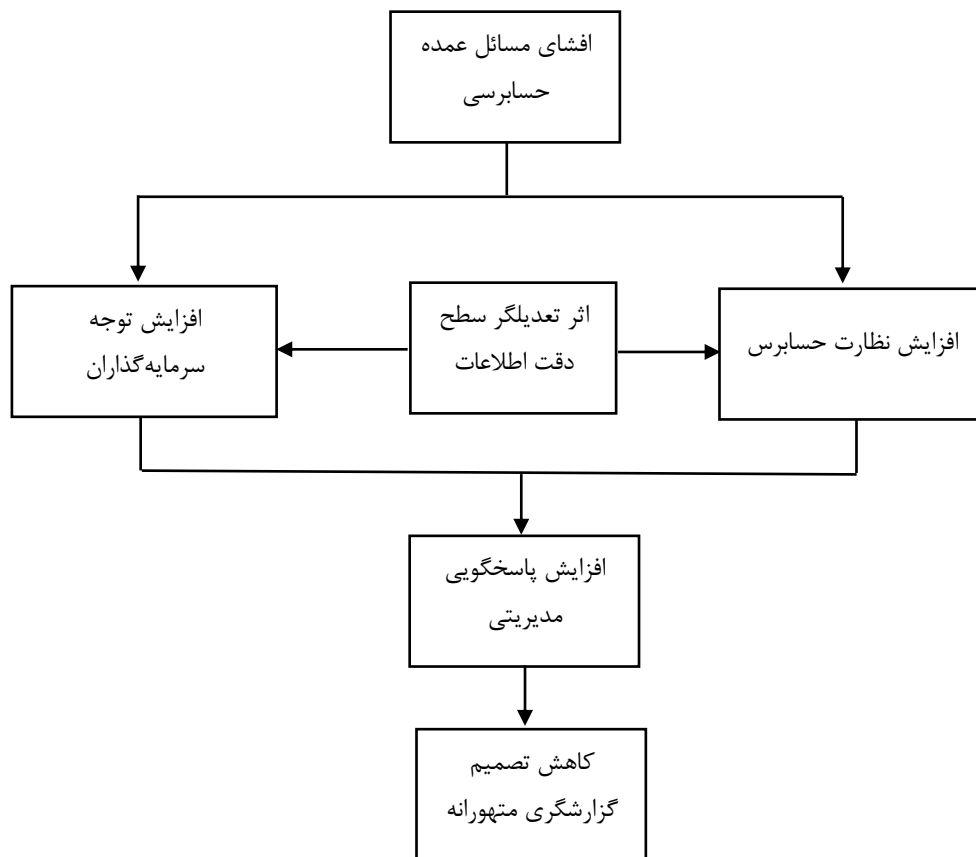 افشای مسائل عمده
حسابرسی
افزایش نظارت حسابرس
اثر تعدیلگر سطح
دقت اطلاعات
افزایش توجه
سرمایه‌گذاران
افزایش پاسخگویی
مدیریتی
کاهش تصمیم
گزارشگری متهورانه